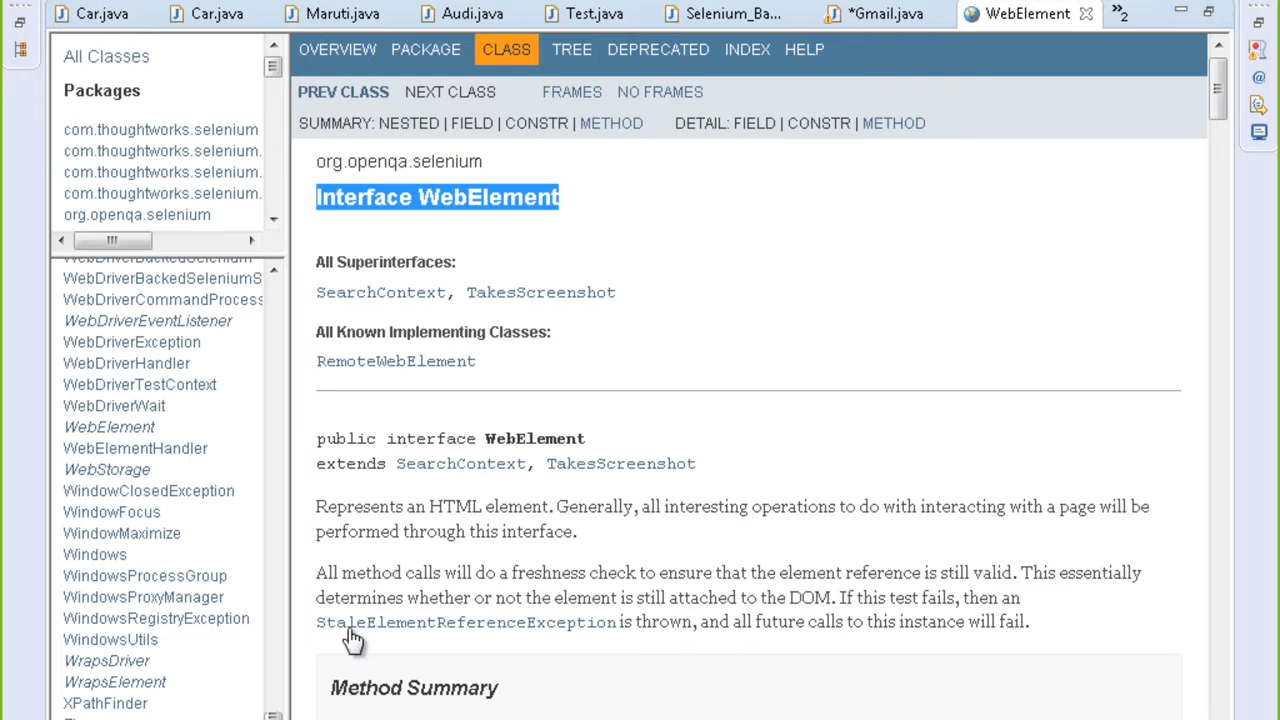 Car.java
Car.java
Maruti.java
Audi.java
Test.java
Selenium_Ba...
*Gmail.java
WebElement
2
All Classes
Packages
com.thoughtworks.selenium
com.thoughtworks.selenium.
com.thoughtworks.selenium.
com.thoughtworks.selenium.
org.openqa.selenium
WebDriverBackedSelenium
WebDriverBackedSeleniumS
WebDriverCommandProcess
WebDriverEventListener
WebDriverException
WebDriverHandler
WebDriverTestContext
WebDriverWait
WebElement
WebElementHandler
WebStorage
WindowClosedException
WindowFocus
WindowMaximize
Windows
WindowsProcessGroup
WindowsProxyManager
WindowsRegistryException
WindowsUtils
WrapsDriver
WrapsElement
XPathFinder
OVERVIEW PACKAGE CLASS TREE DEPRECATED INDEX HELP
PREV CLASS NEXT CLASS FRAMES NO FRAMES
SUMMARY: NESTED | FIELD | CONSTR | METHOD DETAIL: FIELD | CONSTR | METHOD
org.openqa.selenium
Interface WebElement
All Superinterfaces:
SearchContext, TakesScreenshot
All Known Implementing Classes:
RemoteWebElement
public interface WebElement
extends SearchContext, TakesScreenshot
Represents an HTML element. Generally, all interesting operations to do with interacting with a page will be
performed through this interface.
All method calls will do a freshness check to ensure that the element reference is still valid. This essentially
determines whether or not the element is still attached to the DOM. If this test fails, then an
StaleElementReferenceException is thrown, and all future calls to this instance will fail.
Method Summary